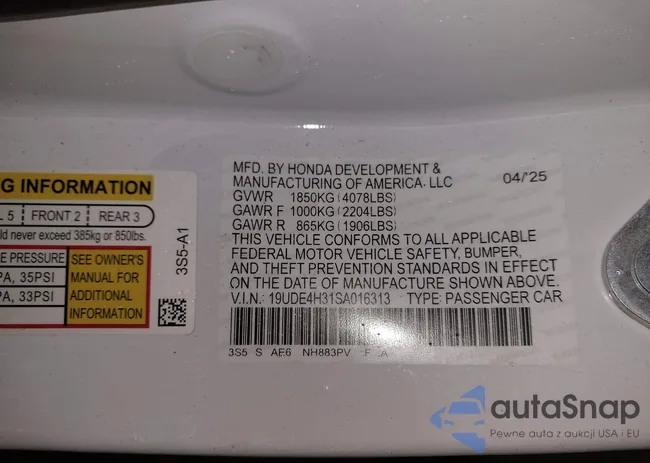 G INFORMATION
L 5 FRONT 2 REAR 3
ld never exceed 385kg or 850lbs.
E PRESSURE
PA, 35PSI
PA, 33PSI
SEE OWNER'S
MANUAL FOR
ADDITIONAL
INFORMATION
3S5-A1
MFD. BY HONDA DEVELOPMENT &
MANUFACTURING OF AMERICA, LLC 04/25
GVWR 1850KG(4078LBS)
GAWR F 1000KG(2204LBS)
GAWR R 865KG(1906LBS)
THIS VEHICLE CONFORMS TO ALL APPLICABLE
FEDERAL MOTOR VEHICLE SAFETY, BUMPER,
AND THEFT PREVENTION STANDARDS IN EFFECT
ON THE DATE OF MANUFACTURE SHOWN ABOVE.
V.I.N.: 19UDE4H31SA016313 TYPE: PASSENGER CAR
3S5 S AE6 NH883PV
autaSnap
Pewne auta z aukcji USA i EU